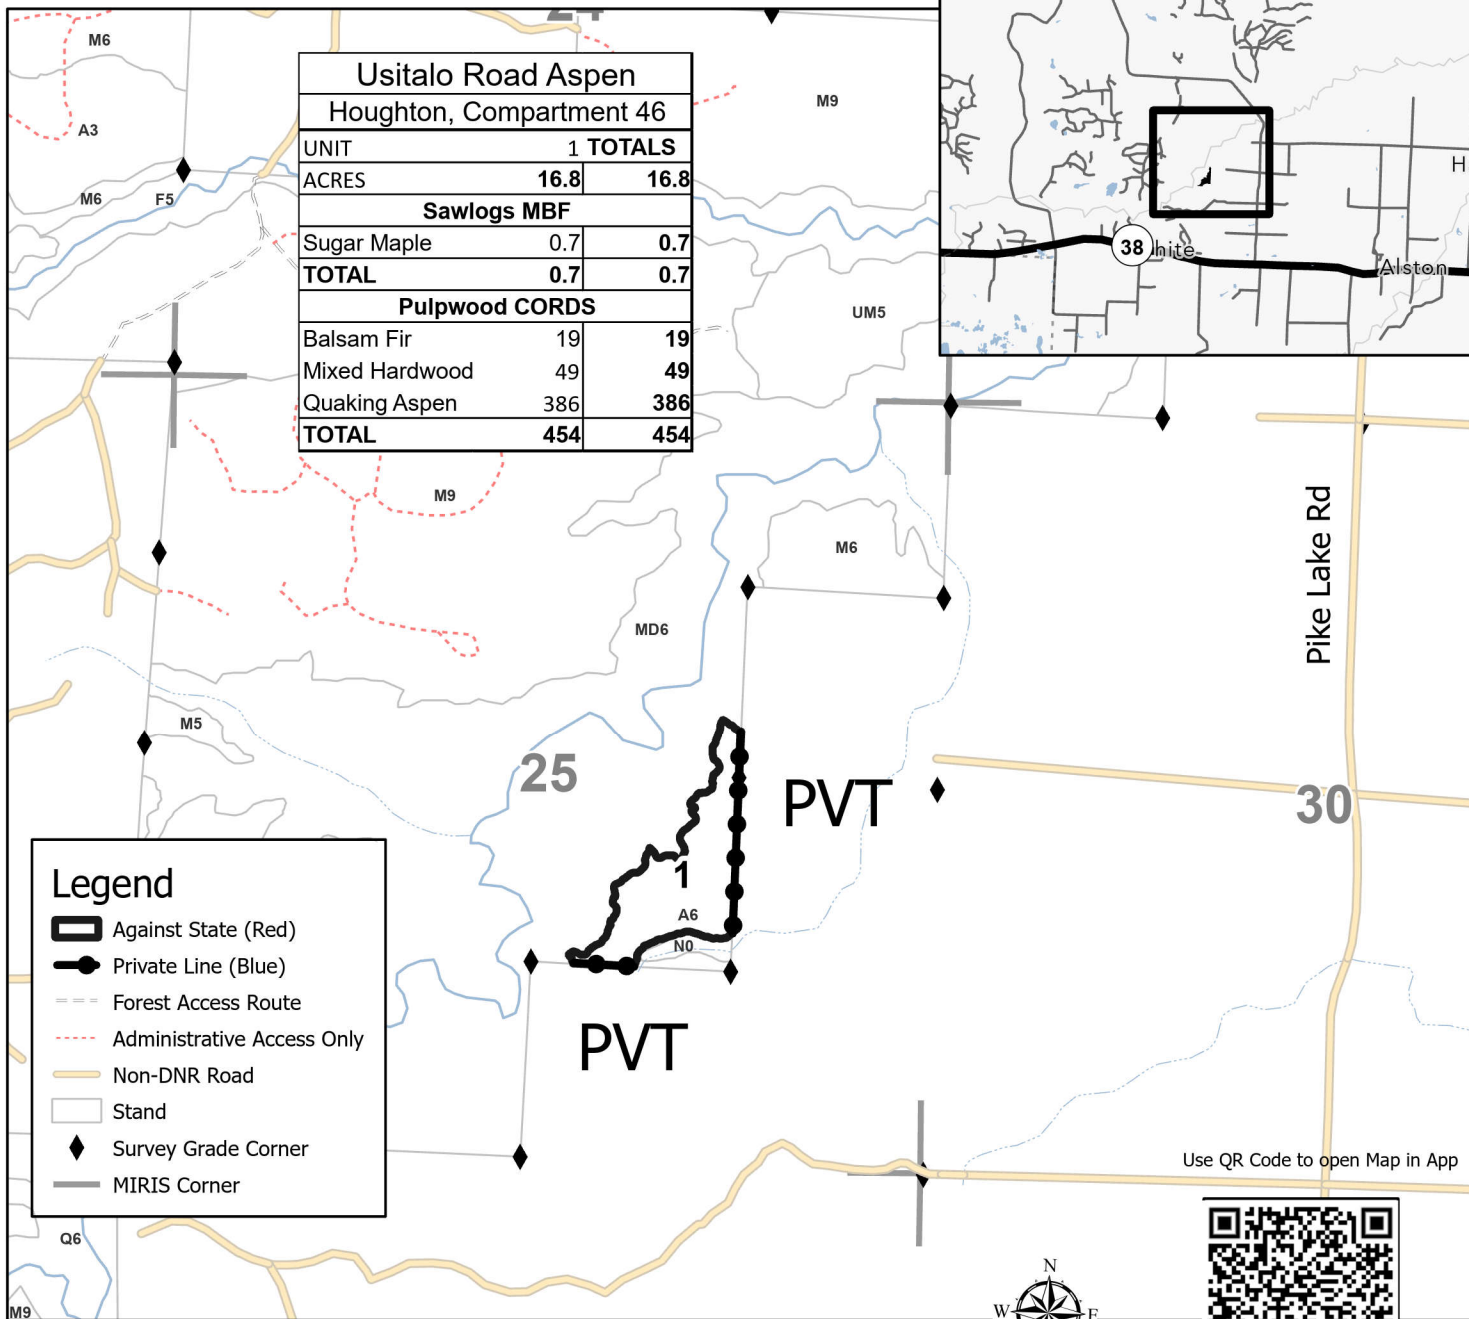 24
M6
A3
M6
F5
Usitalo Road Aspen
Houghton, Compartment 46
UNIT 1 TOTALS
ACRES 16.8 16.8
Sawlogs MBF
Sugar Maple 0.7 0.7
TOTAL 0.7 0.7
Pulpwood CORDS
Balsam Fir 19 19
Mixed Hardwood 49 49
Quaking Aspen 386 386
TOTAL 454 454
M9
UM5
H
38
hite
Alston
M9
M6
MD6
Pike Lake Rd
M5
25
PVT
30
1
A6
N0
PVT
Legend
Against State (Red)
Private Line (Blue)
Forest Access Route
Administrative Access Only
Non-DNR Road
Stand
Survey Grade Corner
MIRIS Corner
Q6
M9
Use QR Code to open Map in App
N
W E